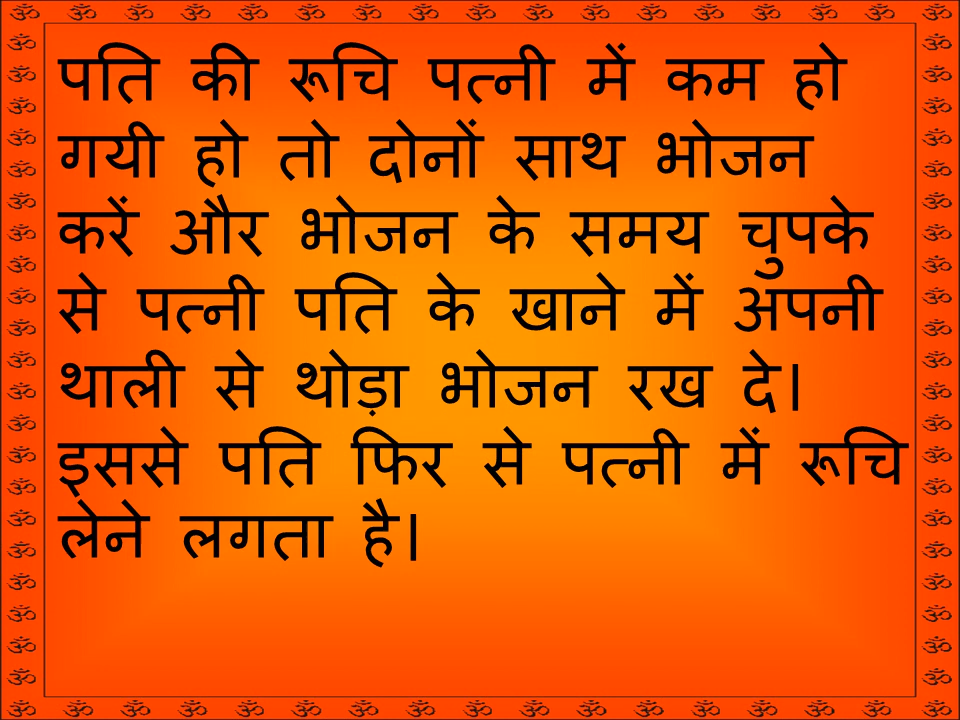 पति की रूचि पत्नी में कम हो
गयी हो तो दोनों साथ भोजन
करें और भोजन के समय चुपके
से पत्नी पति के खाने में अपनी
थाली से थोड़ा भोजन रख दे।
इससे पति फिर से पत्नी में रूचि
लेने लगता है।